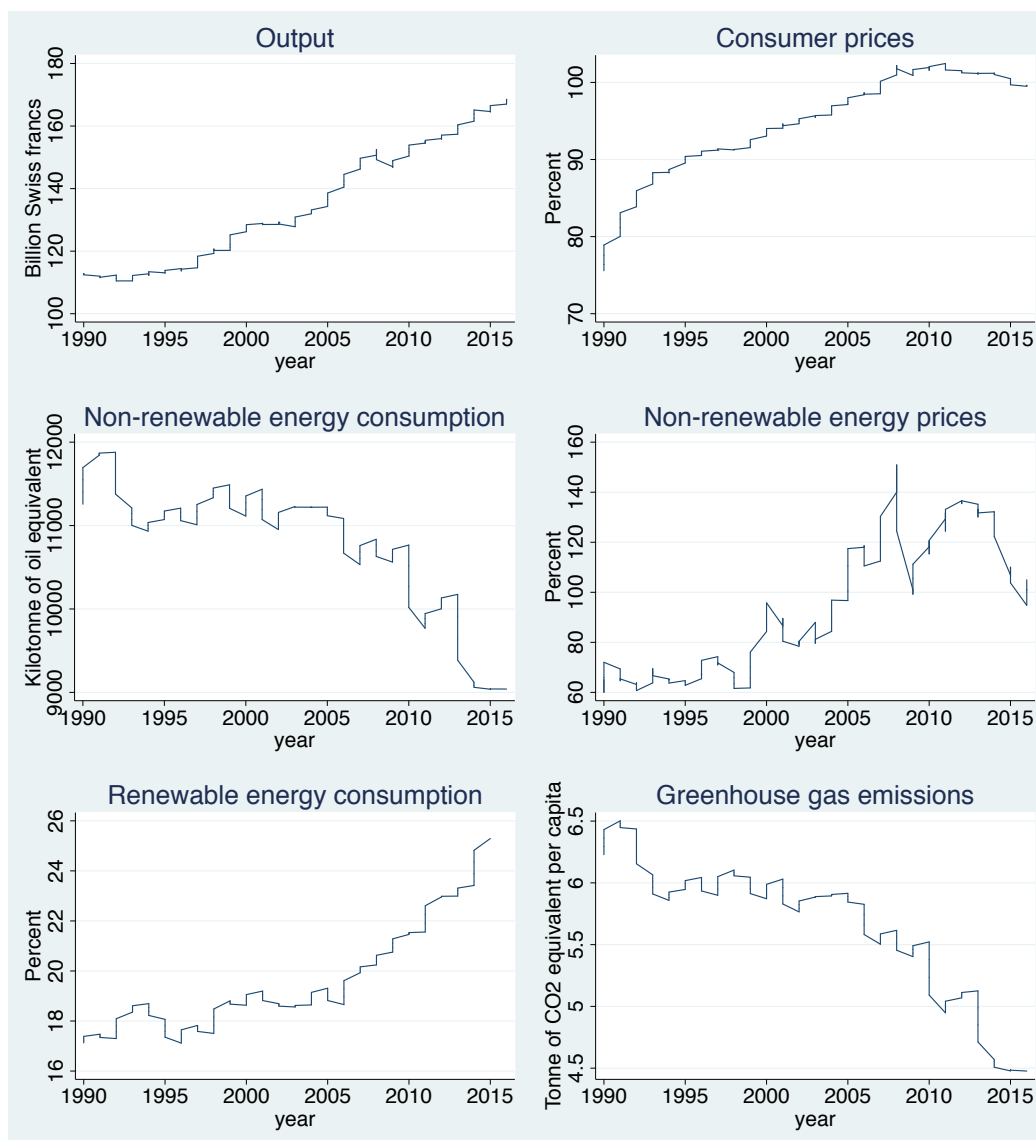 Output
Billion Swiss francs
180
160
140
120
100
1990 1995 2000 2005 2010 2015
year
Consumer prices
Percent
100
90
80
70
1990 1995 2000 2005 2010 2015
year
Non-renewable energy consumption
Kilotonne of oil equivalent
12000
11000
10000
9000
1990 1995 2000 2005 2010 2015
year
Non-renewable energy prices
Percent
160
140
120
100
80
60
1990 1995 2000 2005 2010 2015
year
Renewable energy consumption
Percent
26
24
22
20
18
16
1990 1995 2000 2005 2010 2015
year
Greenhouse gas emissions
Tonne of CO2 equivalent per capita
6.5
6
5.5
5
4.5
1990 1995 2000 2005 2010 2015
year